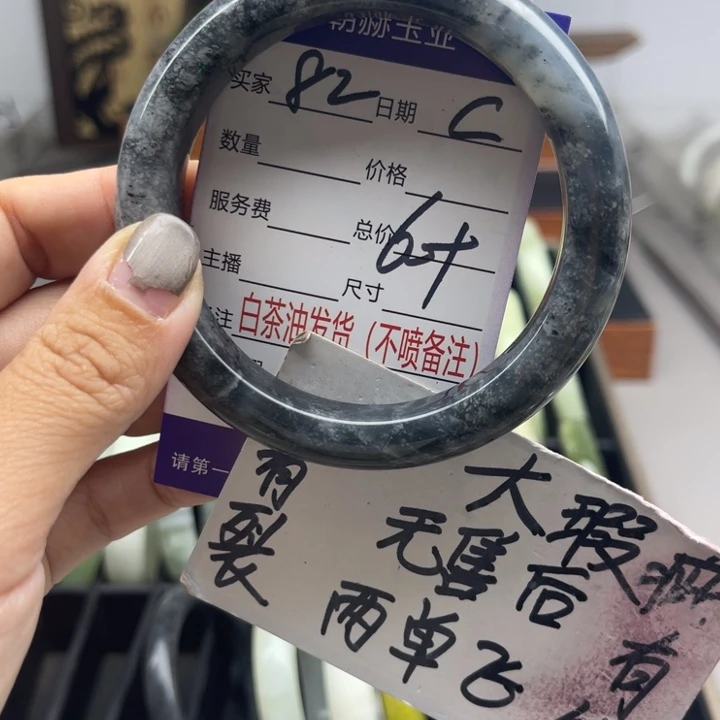 朝赫玉业
买家 82 日期 C
数量 价格
服务费 总价 64
主播 尺寸
注 白茶油发货（不喷备注）
请第一
有裂
大瑕疵
无售后 有
两单飞